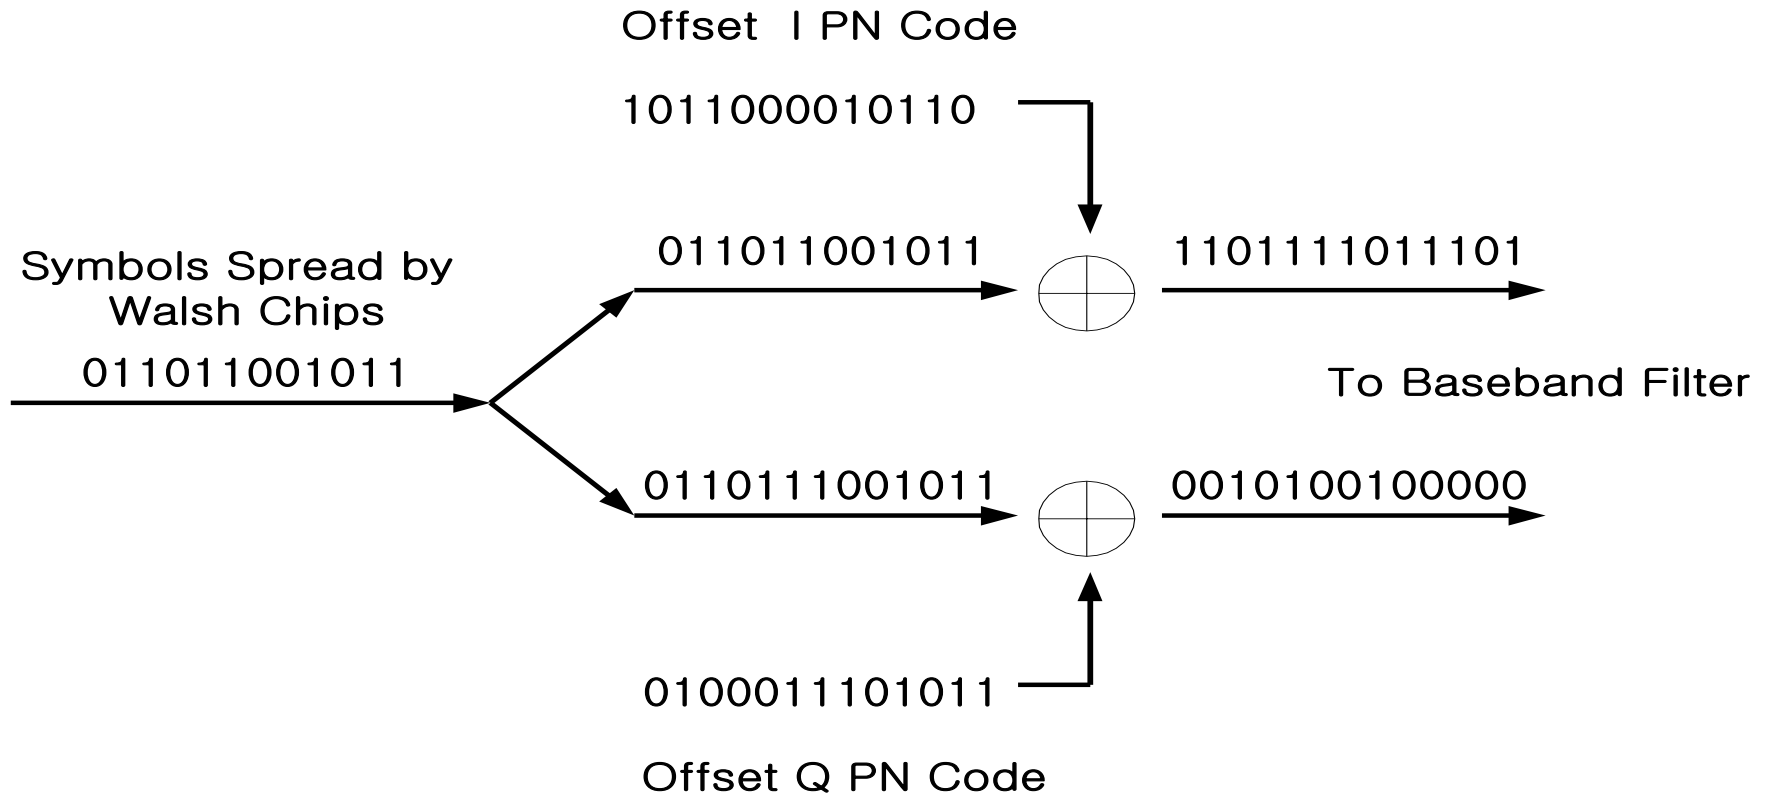 Offset I PN Code
1011000010110
011011001011
1101111011101
Symbols Spread by
Walsh Chips
011011001011
To Baseband Filter
0110111001011
0010100100000
0100011101011
Offset Q PN Code